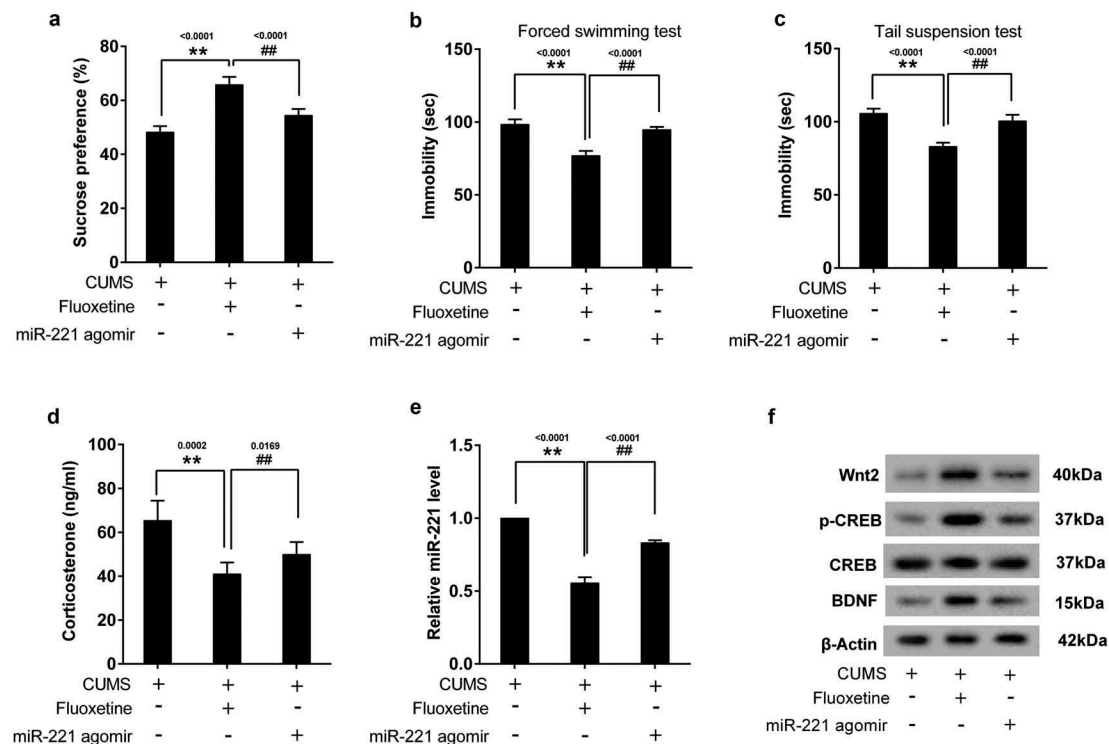 a
<0.0001 <0.0001
** ##
Sucrose preference (%)
80
60
40
20
0
CUMS + + +
Fluoxetine - + -
miR-221 agomir - - +
b
Forced swimming test
<0.0001 <0.0001
** ##
Immobility (sec)
150
100
50
0
CUMS + + +
Fluoxetine - + -
miR-221 agomir - - +
c
Tail suspension test
<0.0001 <0.0001
** ##
Immobility (sec)
150
100
50
0
CUMS + + +
Fluoxetine - + -
miR-221 agomir - - +
d
0.0002 0.0169
** ##
Corticosterone (ng/ml)
100
80
60
40
20
0
CUMS + + +
Fluoxetine - + -
miR-221 agomir - - +
e
<0.0001 <0.0001
** ##
Relative miR-221 level
1.5
1.0
0.5
0.0
CUMS + + +
Fluoxetine - + -
miR-221 agomir - - +
f
Wnt2 40kDa
p-CREB 37kDa
CREB 37kDa
BDNF 15kDa
β-Actin 42kDa
CUMS + + +
Fluoxetine - + -
miR-221 agomir - - +